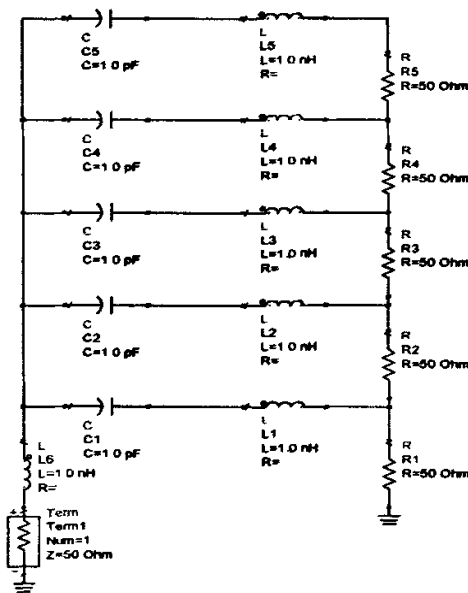 C
C5
C=1.0 pF
L
L5
L=1.0 nH
R=
R
R5
R=50 Ohm
C
C4
C=1.0 pF
L
L4
L=1.0 nH
R=
R
R4
R=50 Ohm
C
C3
C=1.0 pF
L
L3
L=1.0 nH
R=
R
R3
R=50 Ohm
C
C2
C=1.0 pF
L
L2
L=1.0 nH
R=
R
R2
R=50 Ohm
C
C1
C=1.0 pF
L
L1
L=1.0 nH
R=
R
R1
R=50 Ohm
L
L6
L=1.0 nH
R=
Term
Term1
Num=1
Z=50 Ohm